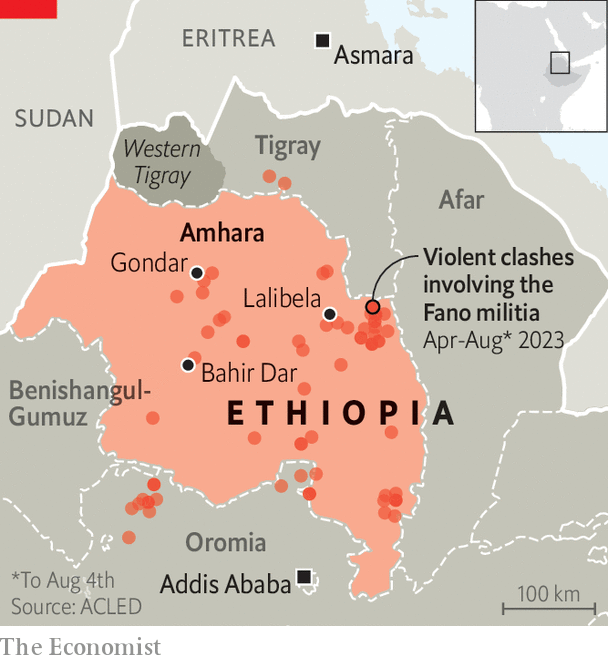 ERITREA
Asmara
SUDAN
Western
Tigray
Tigray
Afar
Amhara
Gondar
Lalibela
Violent clashes
involving the
Fano militia
Apr-Aug* 2023
Bahir Dar
Benishangul-
Gumuz
ETHIOPIA
Oromia
Addis Ababa
*To Aug 4th
Source: ACLED
100 km
The Economist